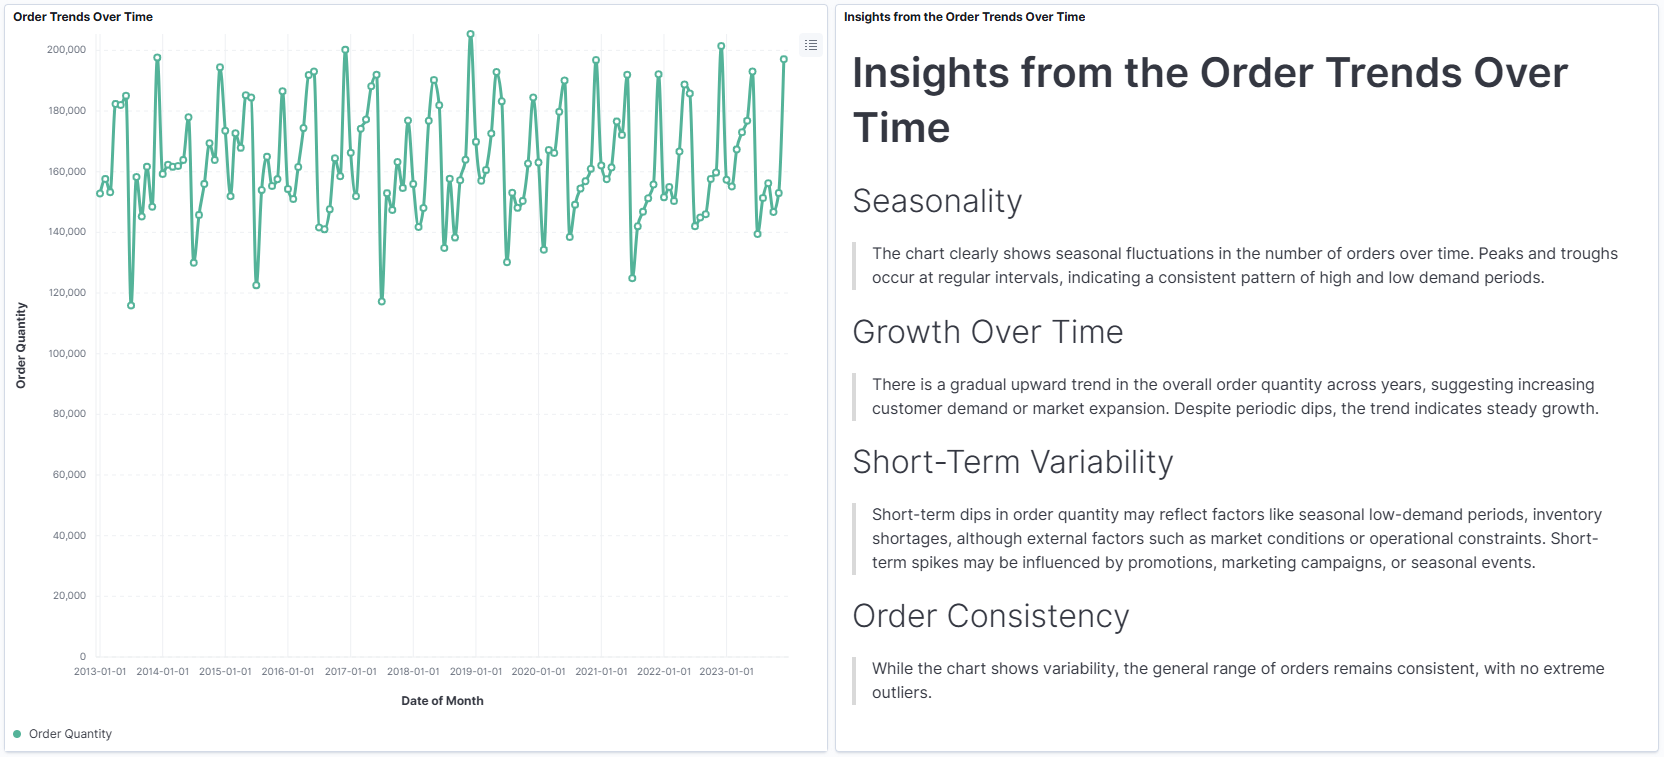 Order Trends Over Time
200,000
180,000
160,000
140,000
120,000
100,000
80,000
60,000
40,000
20,000
0
Order Quantity
2013-01-01 2014-01-01 2015-01-01 2016-01-01 2017-01-01 2018-01-01 2019-01-01 2020-01-01 2021-01-01 2022-01-01 2023-01-01
Date of Month
Order Quantity
Insights from the Order Trends Over Time
Insights from the Order Trends Over
Time
Seasonality
The chart clearly shows seasonal fluctuations in the number of orders over time. Peaks and troughs
occur at regular intervals, indicating a consistent pattern of high and low demand periods.
Growth Over Time
There is a gradual upward trend in the overall order quantity across years, suggesting increasing
customer demand or market expansion. Despite periodic dips, the trend indicates steady growth.
Short-Term Variability
Short-term dips in order quantity may reflect factors like seasonal low-demand periods, inventory
shortages, although external factors such as market conditions or operational constraints. Short-
term spikes may be influenced by promotions, marketing campaigns, or seasonal events.
Order Consistency
While the chart shows variability, the general range of orders remains consistent, with no extreme
outliers.